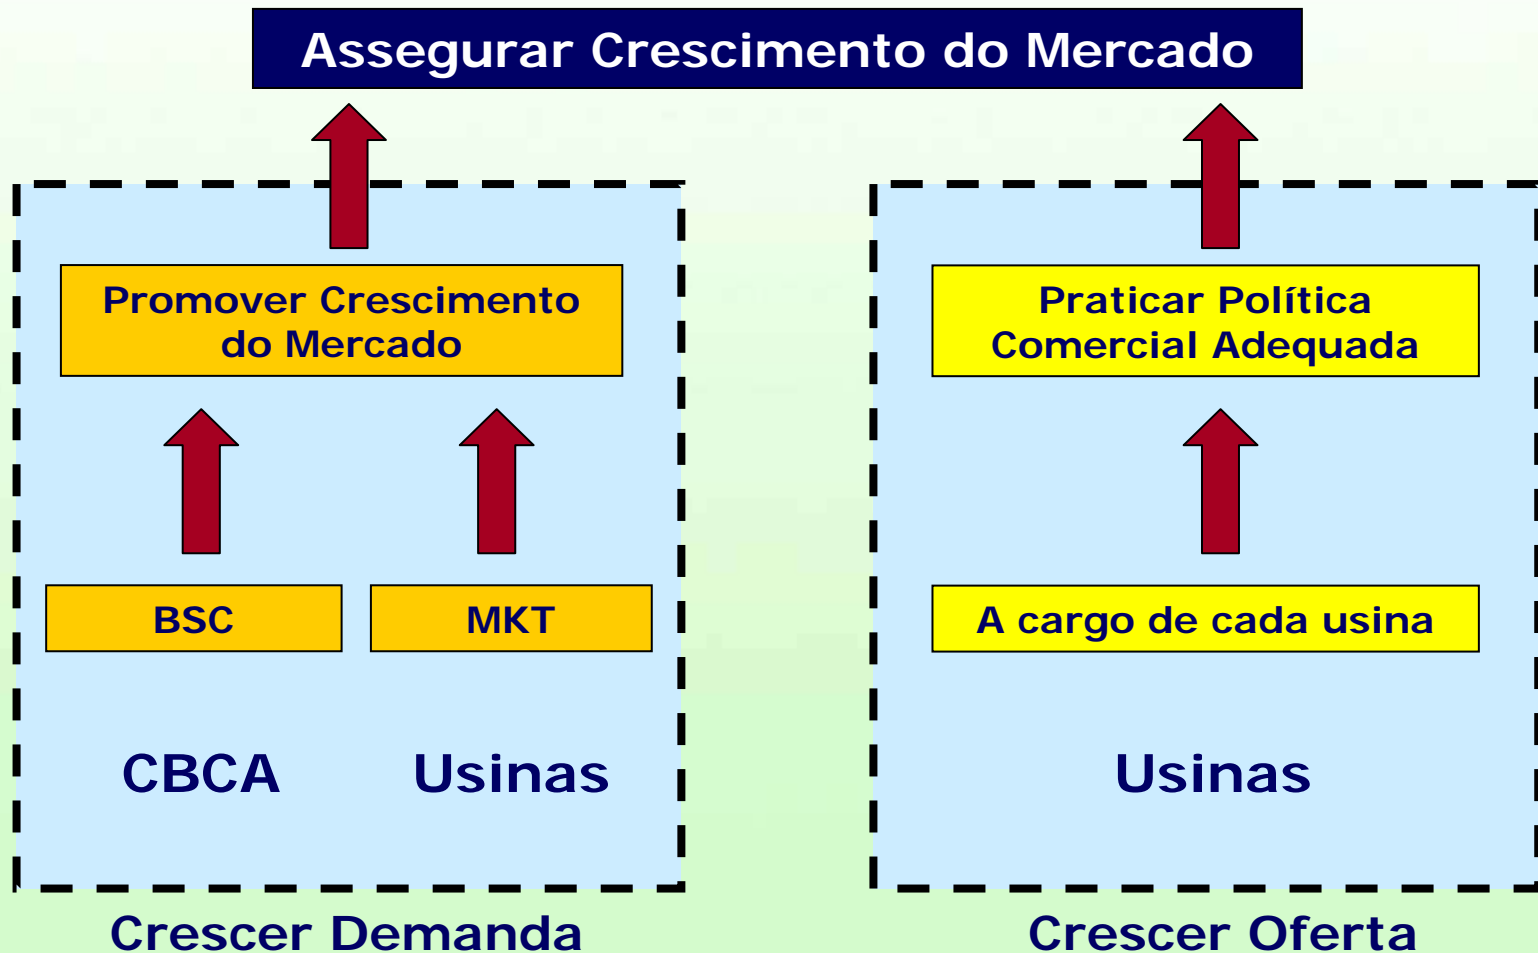 Assegurar Crescimento do Mercado
Promover Crescimento
do Mercado
BSC
MKT
CBCA
Usinas
Crescer Demanda
Praticar Política
Comercial Adequada
A cargo de cada usina
Usinas
Crescer Oferta